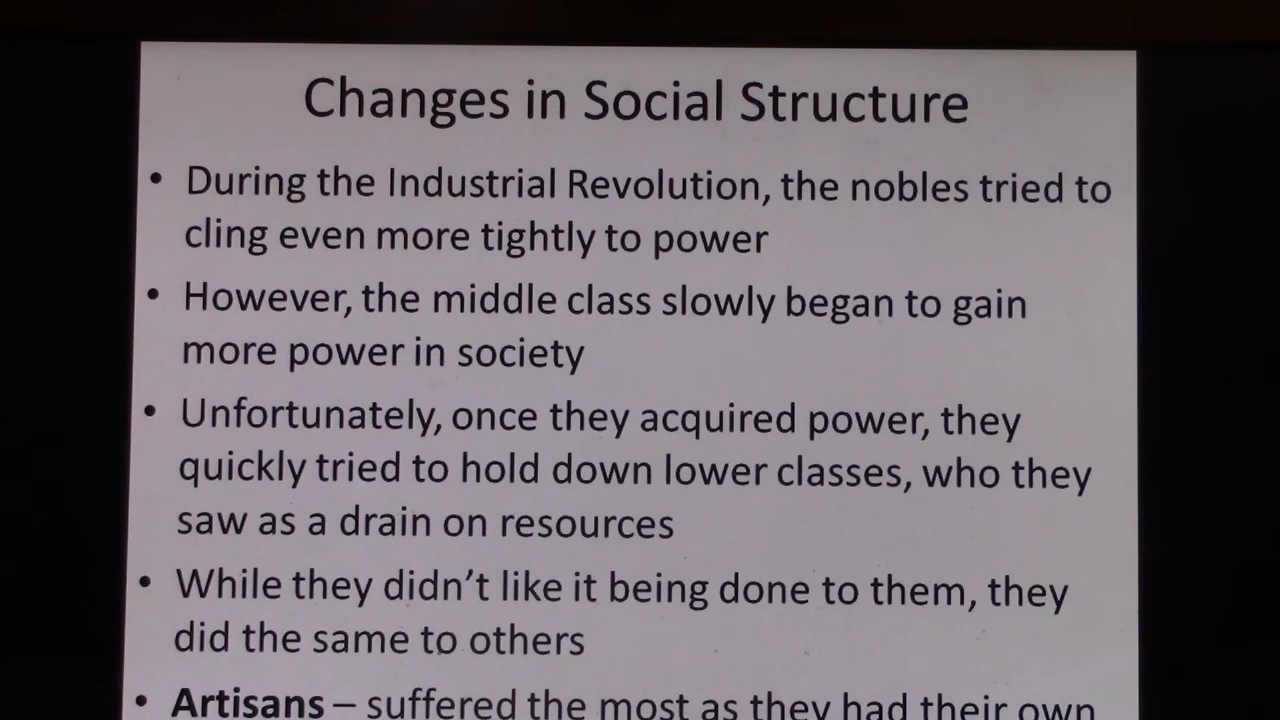 Changes in Social Structure
• During the Industrial Revolution, the nobles tried to
cling even more tightly to power
• However, the middle class slowly began to gain
more power in society
• Unfortunately, once they acquired power, they
quickly tried to hold down lower classes, who they
saw as a drain on resources
• While they didn’t like it being done to them, they
did the same to others
• Artisans – suffered the most as they had their own